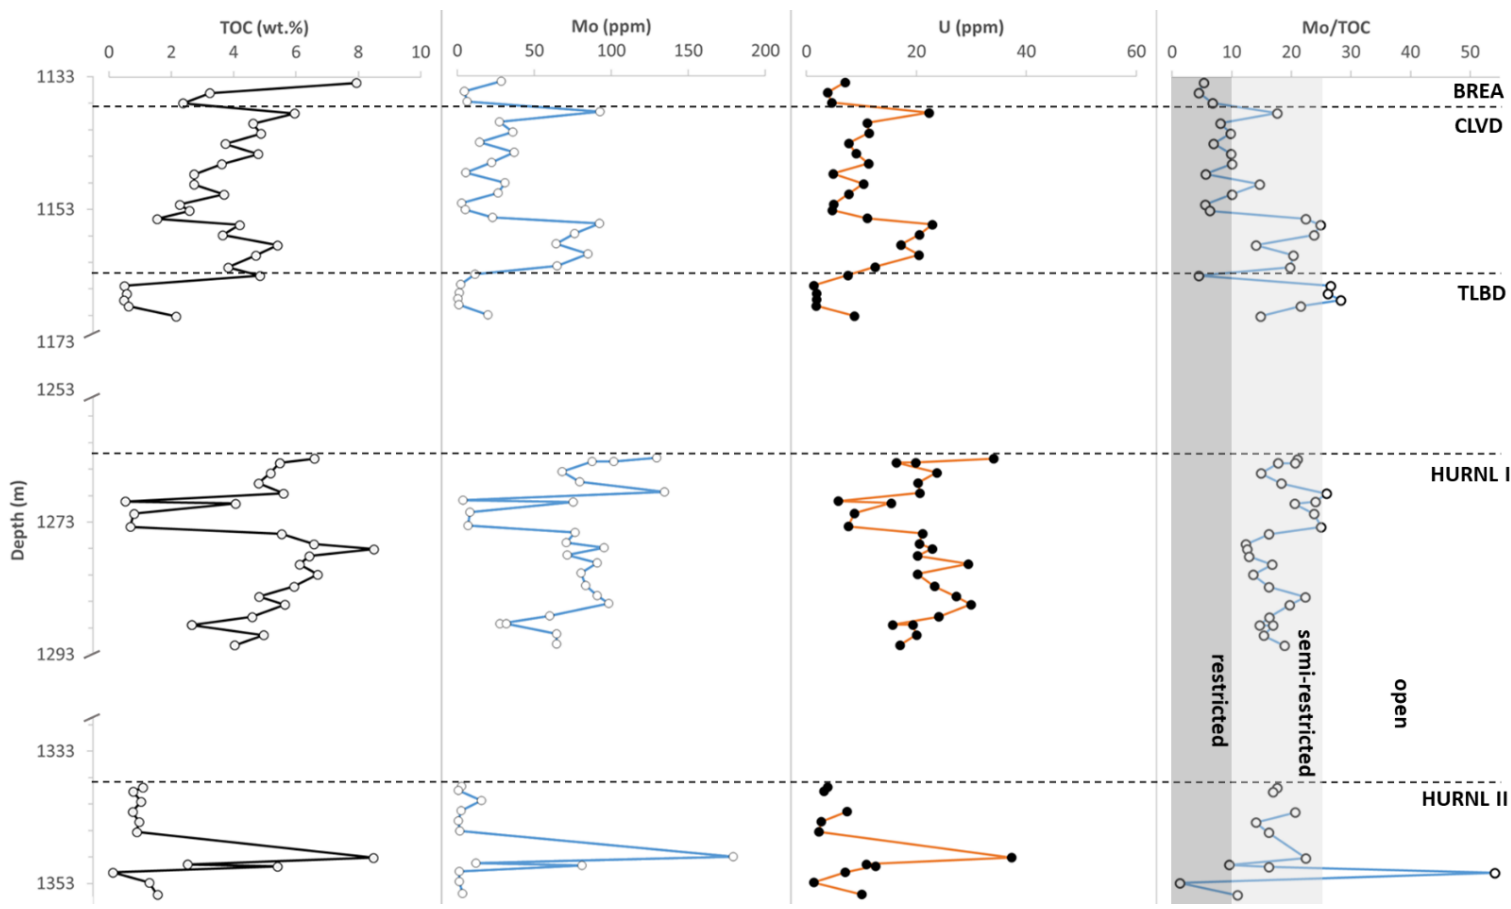 TOC (wt.%) Mo (ppm) U (ppm) Mo/TOC
0 2 4 6 8 10 0 50 100 150 200 0 20 40 60 0 10 20 30 40 50
1133
BREA
CLVD
1153
TLBD
1173
1253
HURNL I
Depth (m)
1273
1293
restricted
semi-restricted
open
1333
HURNL II
1353